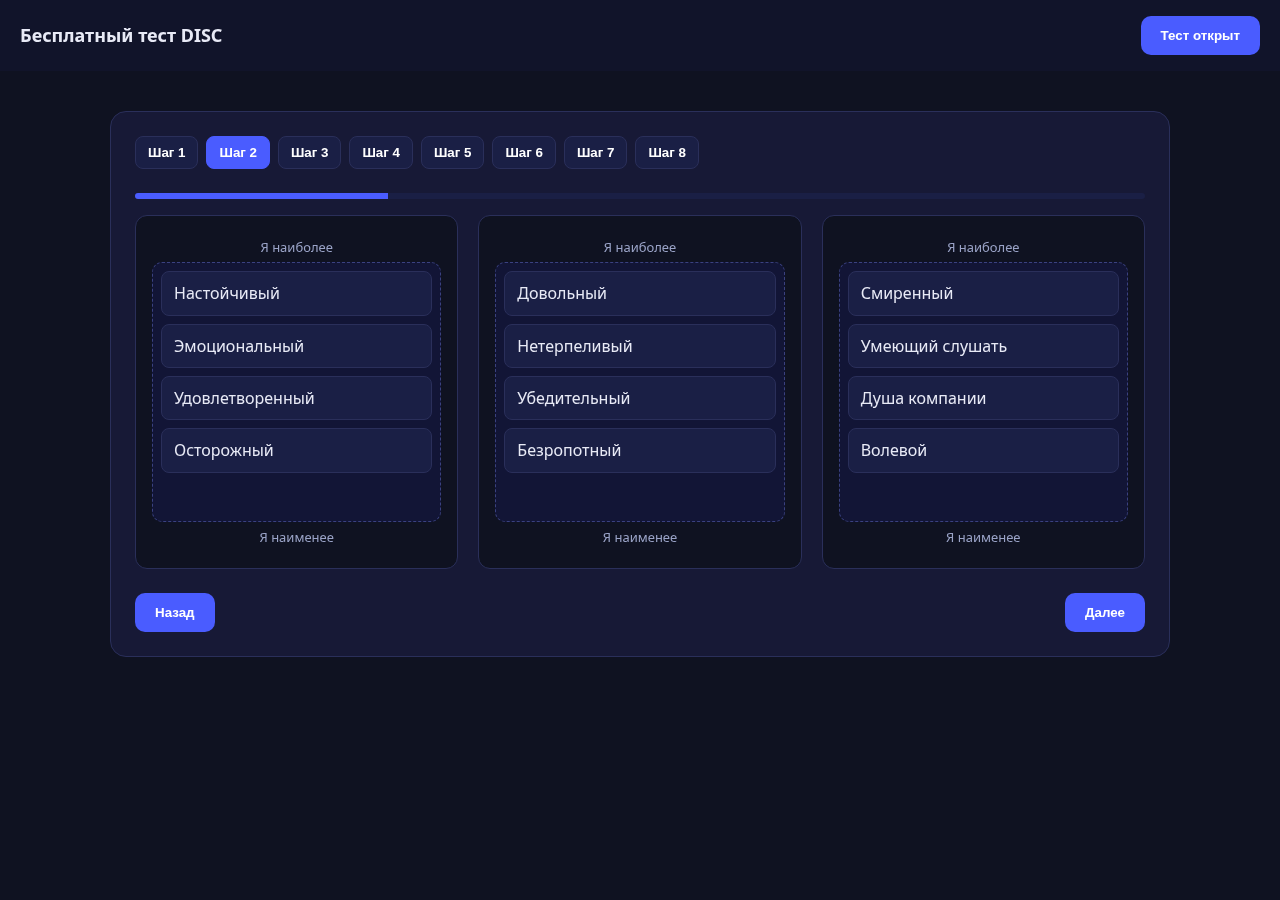 Бесплатный тест DISC
Тест открыт
Шаг 1
Шаг 2
Шаг 3
Шаг 4
Шаг 5
Шаг 6
Шаг 7
Шаг 8
Я наиболее
Настойчивый
Эмоциональный
Удовлетворенный
Осторожный
Я наименее
Я наиболее
Довольный
Нетерпеливый
Убедительный
Безропотный
Я наименее
Я наиболее
Смиренный
Умеющий слушать
Душа компании
Волевой
Я наименее
Назад
Далее